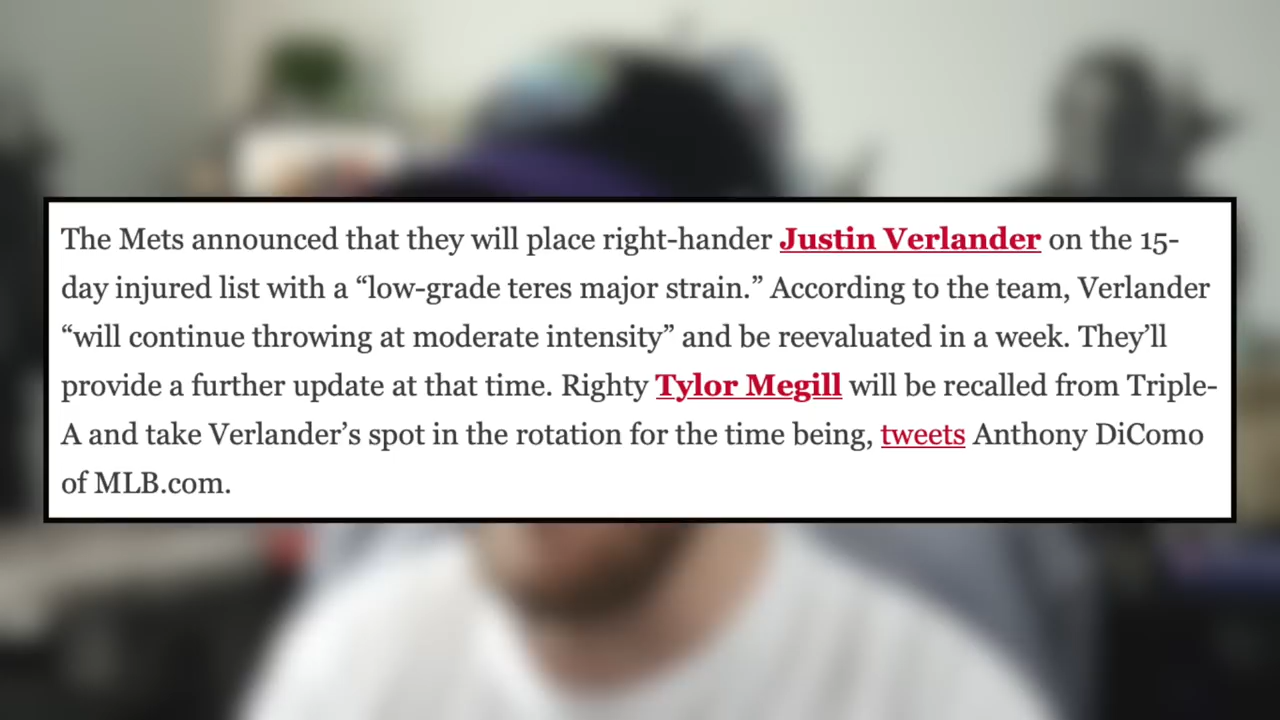 The Mets announced that they will place right-hander Justin Verlander on the 15-
day injured list with a “low-grade teres major strain.” According to the team, Verlander
“will continue throwing at moderate intensity” and be reevaluated in a week. They’ll
provide a further update at that time. Righty Tylor Megill will be recalled from Triple-
A and take Verlander’s spot in the rotation for the time being, tweets Anthony DiComo
of MLB.com.